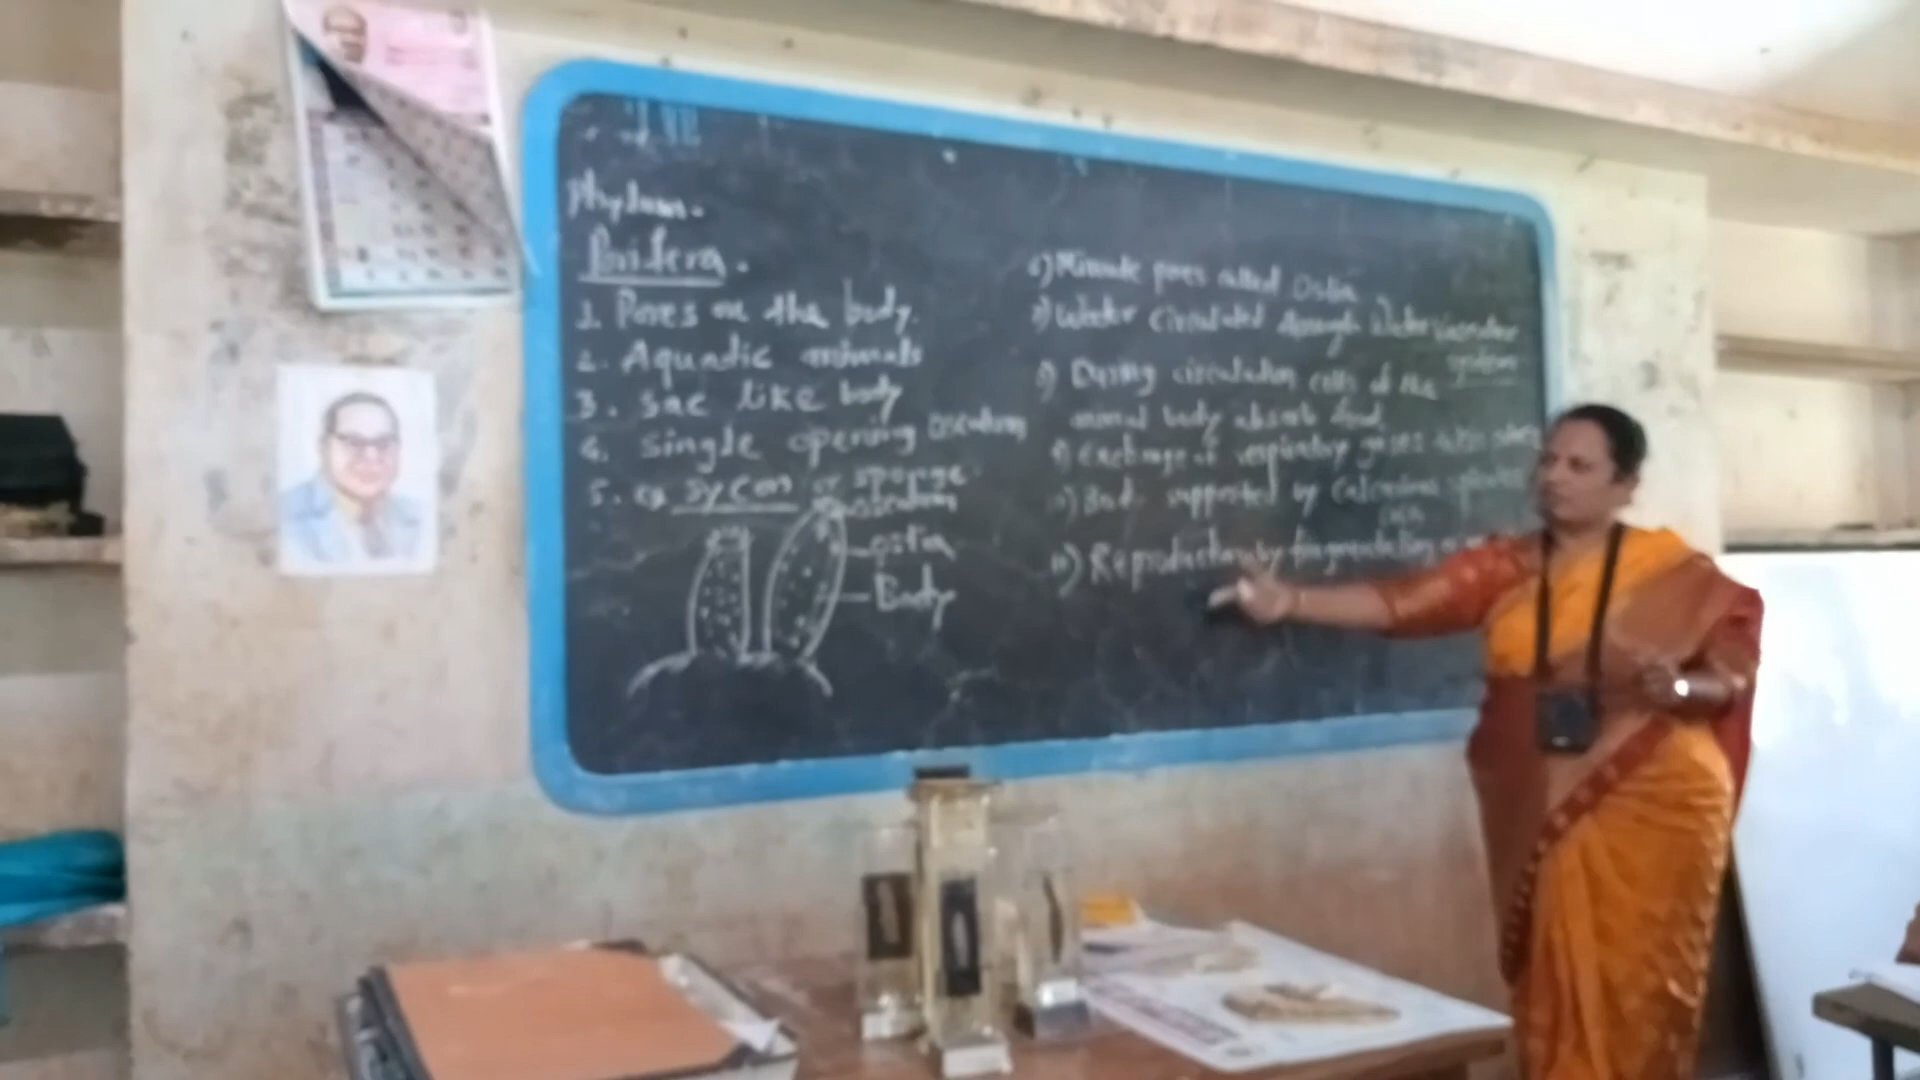 Phylum-
Porifera.
1. Pores on the body.
2. Aquadic animals
3. Sac like body
4. Single opening osculum
5. eg Sycon or sponge.
osculum
ostia
Body
6) Minute pores called Ostia
7) Water Circulated through Water vascular
system
8) During circulation cells of the
animal body absorb food
9) Exchange of respiratory gases takes place
10) Body supported by Calcareous spicules
11) Reproduction by fragmentation